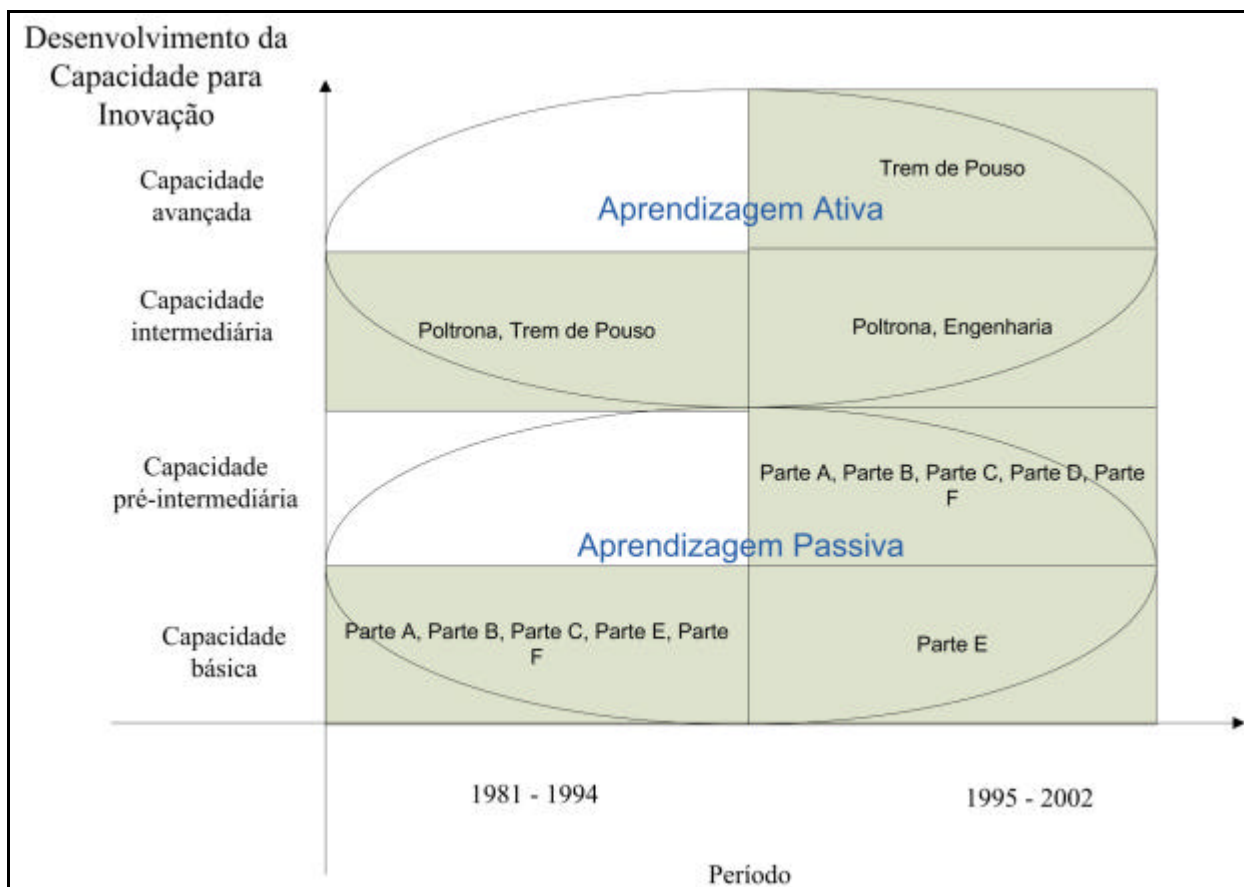 Desenvolvimento da
Capacidade para
Inovação
Capacidade
avançada
Trem de Pouso
Aprendizagem Ativa
Capacidade
intermediária
Poltrona, Trem de Pouso
Poltrona, Engenharia
Capacidade
pré-intermediária
Parte A, Parte B, Parte C, Parte D, Parte
F
Aprendizagem Passiva
Capacidade
básica
Parte A, Parte B, Parte C, Parte E, Parte
F
Parte E
1981 - 1994
1995 - 2002
Período